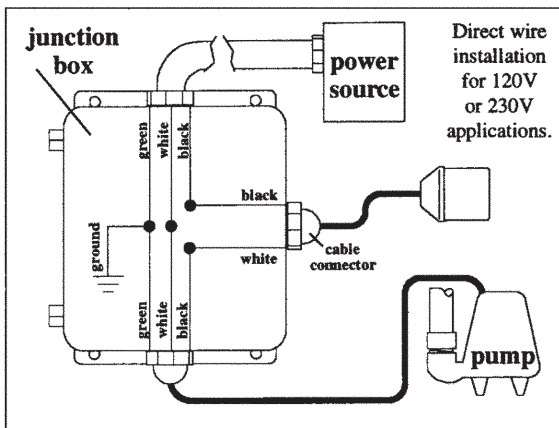 junction
box
power
source
Direct wire
installation
for 120V
or 230V
applications.
green
white
black
black
white
cable
connector
ground
green
white
black
pump